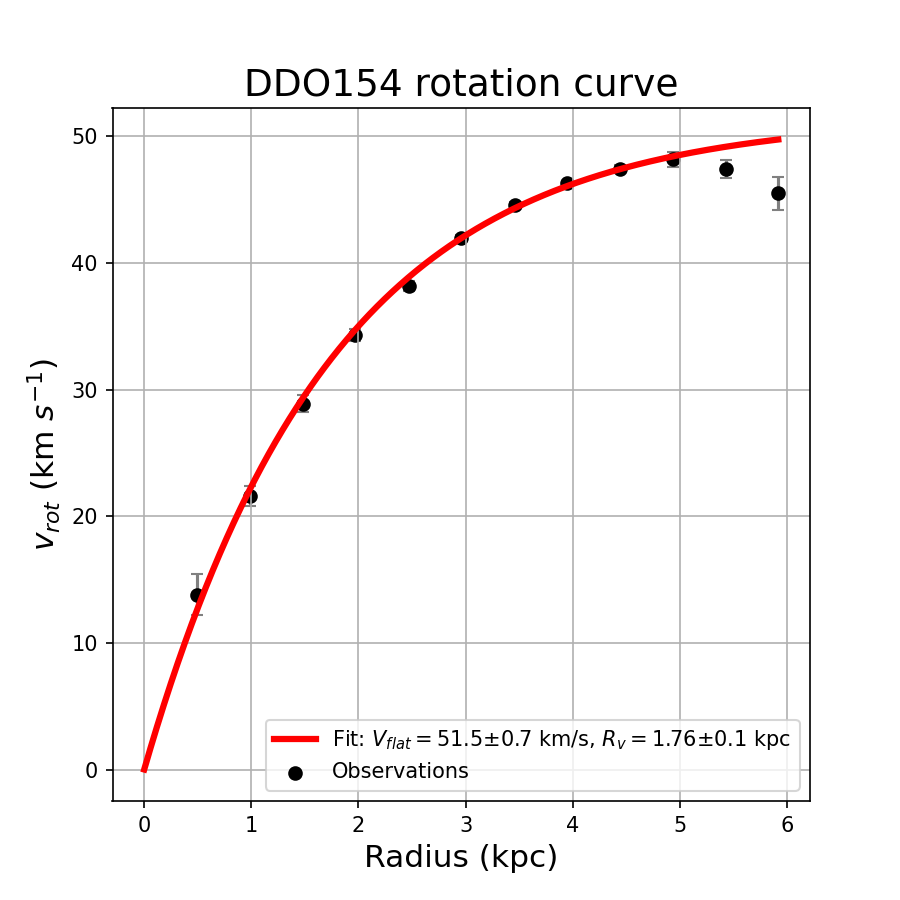 DDO154 rotation curve
50
40
30
20
10
0
v_rot (km s⁻¹)
Fit: V_flat = 51.5±0.7 km/s, R_v = 1.76±0.1 kpc
Observations
0 1 2 3 4 5 6
Radius (kpc)